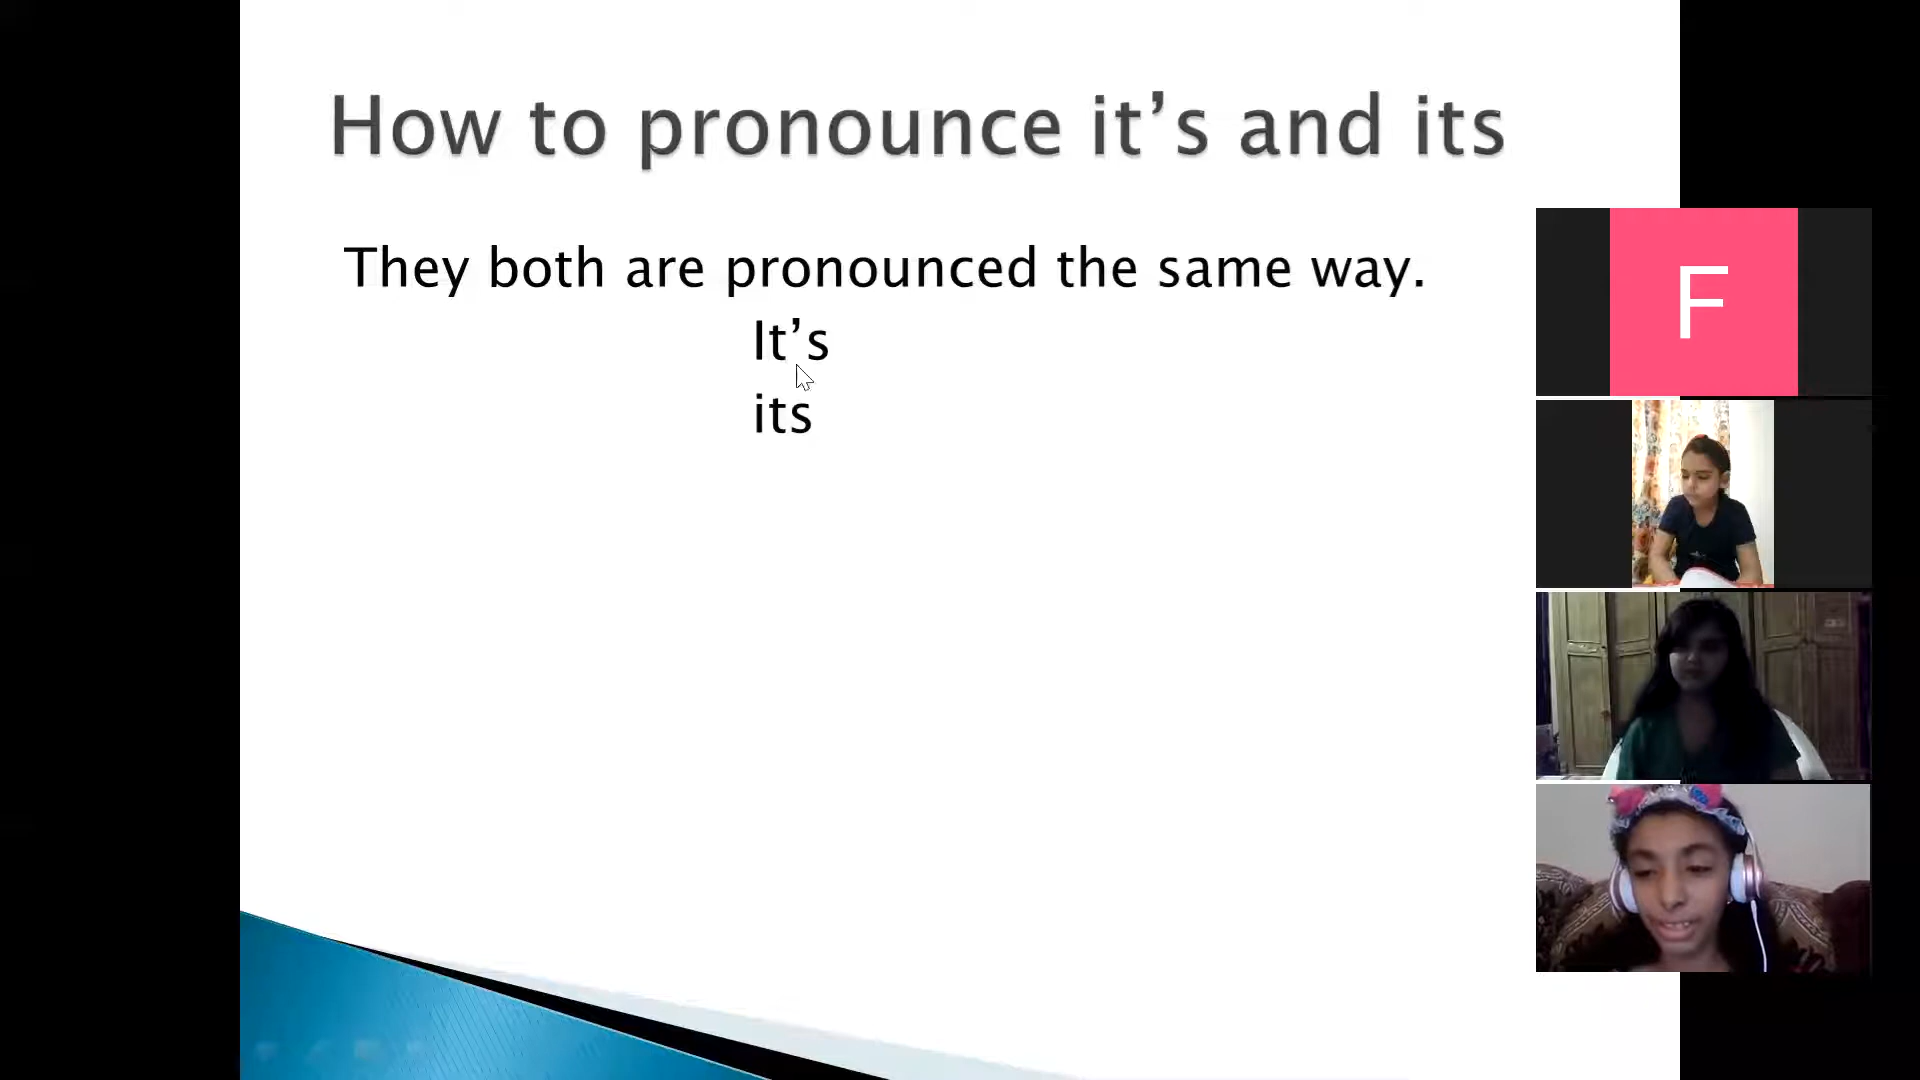 How to pronounce it’s and its
They both are pronounced the same way.
It’s
its
F